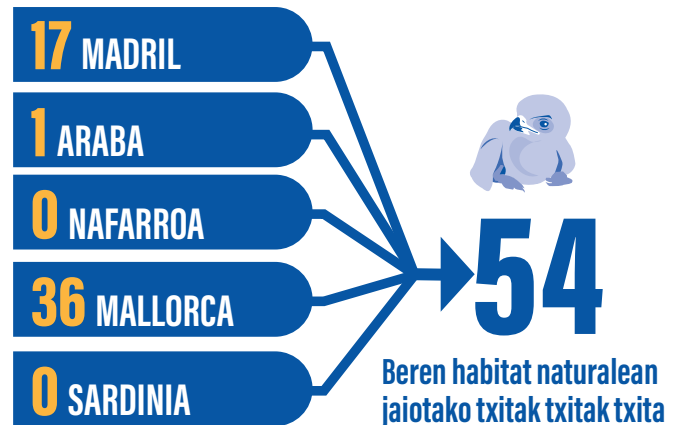 17 MADRIL
1 ARABA
0 NAFARROA
36 MALLORCA
0 SARDINIA
54
Beren habitat naturalean
jaiotako txitak txitak txita